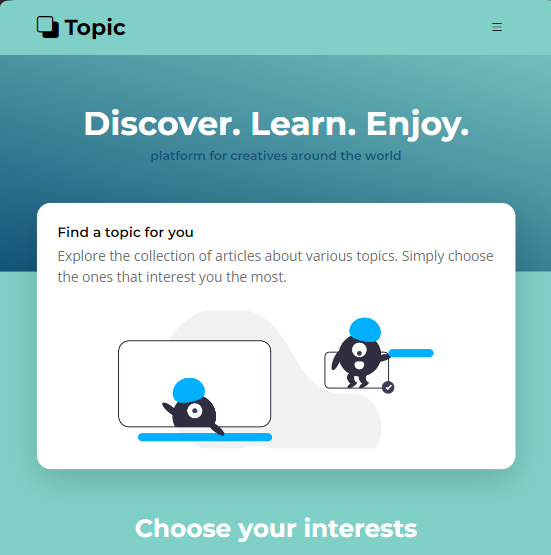 Topic
Discover. Learn. Enjoy.
platform for creatives around the world
Find a topic for you
Explore the collection of articles about various topics. Simply choose
the ones that interest you the most.
Choose your interests